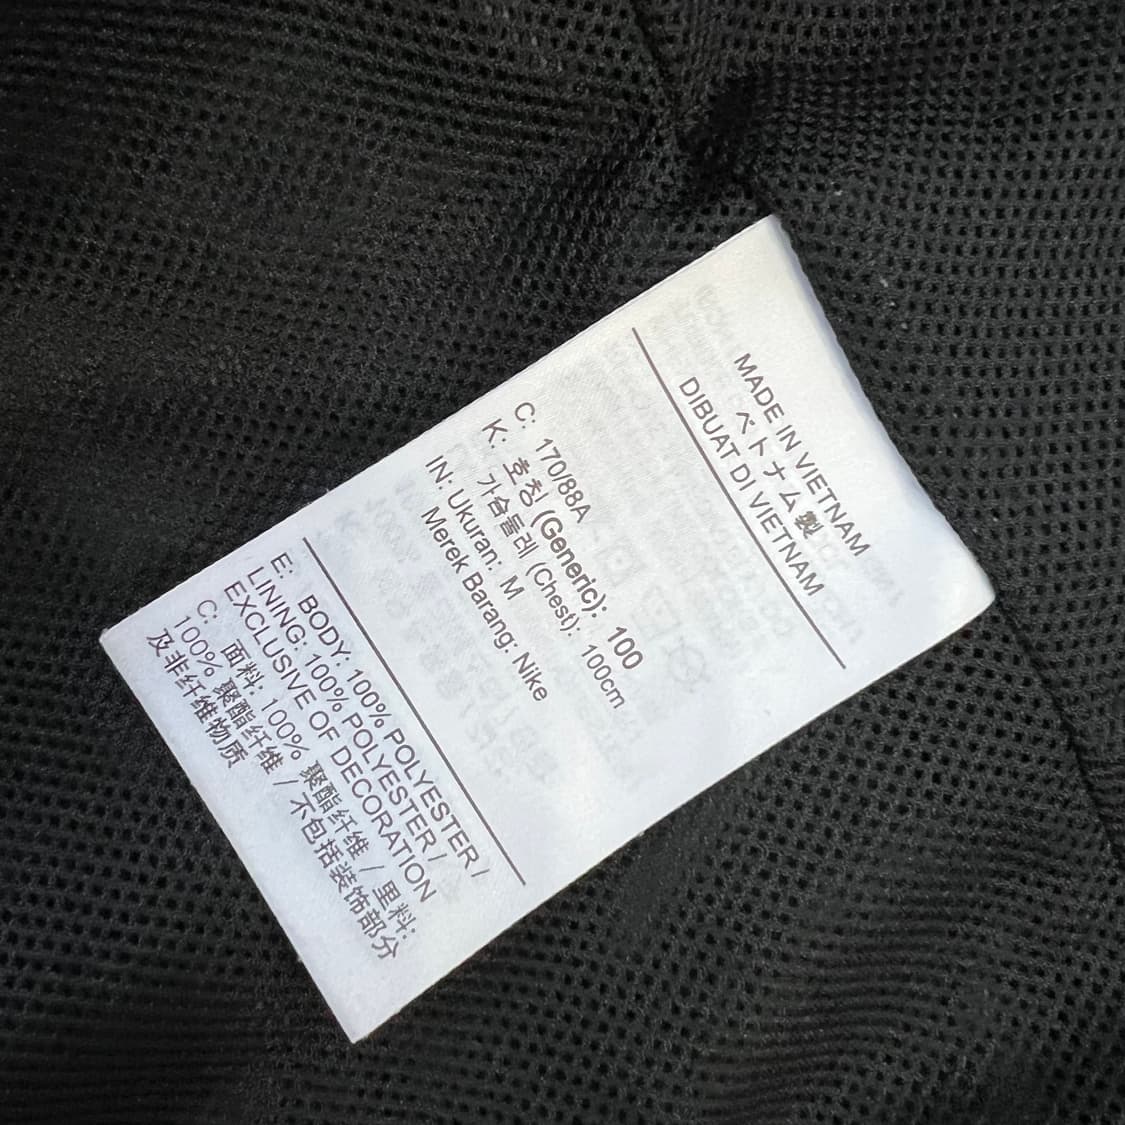 MADE IN VIETNAM
ベトナム製
DIBUAT DI VIETNAM
C: 170/88A
K: 호칭 (Generic): 100
가슴둘레 (Chest): 100cm
IN: Ukuran: M
Merek Barang: Nike
E: BODY: 100% POLYESTER /
LINING: 100% POLYESTER /
EXCLUSIVE OF DECORATION
C: 面料: 100% 聚酯纤维 / 里料:
100% 聚酯纤维 / 不包括装饰部分
及非纤维物质